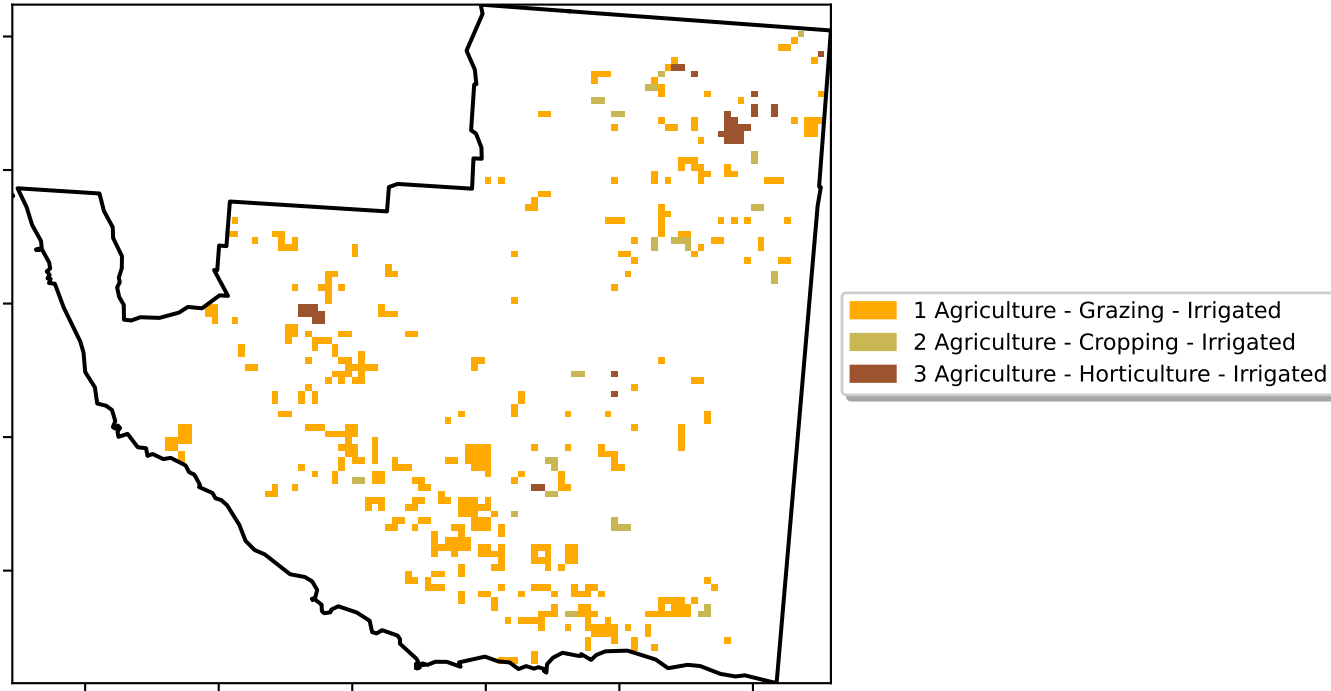 1 Agriculture - Grazing - Irrigated
2 Agriculture - Cropping - Irrigated
3 Agriculture - Horticulture - Irrigated